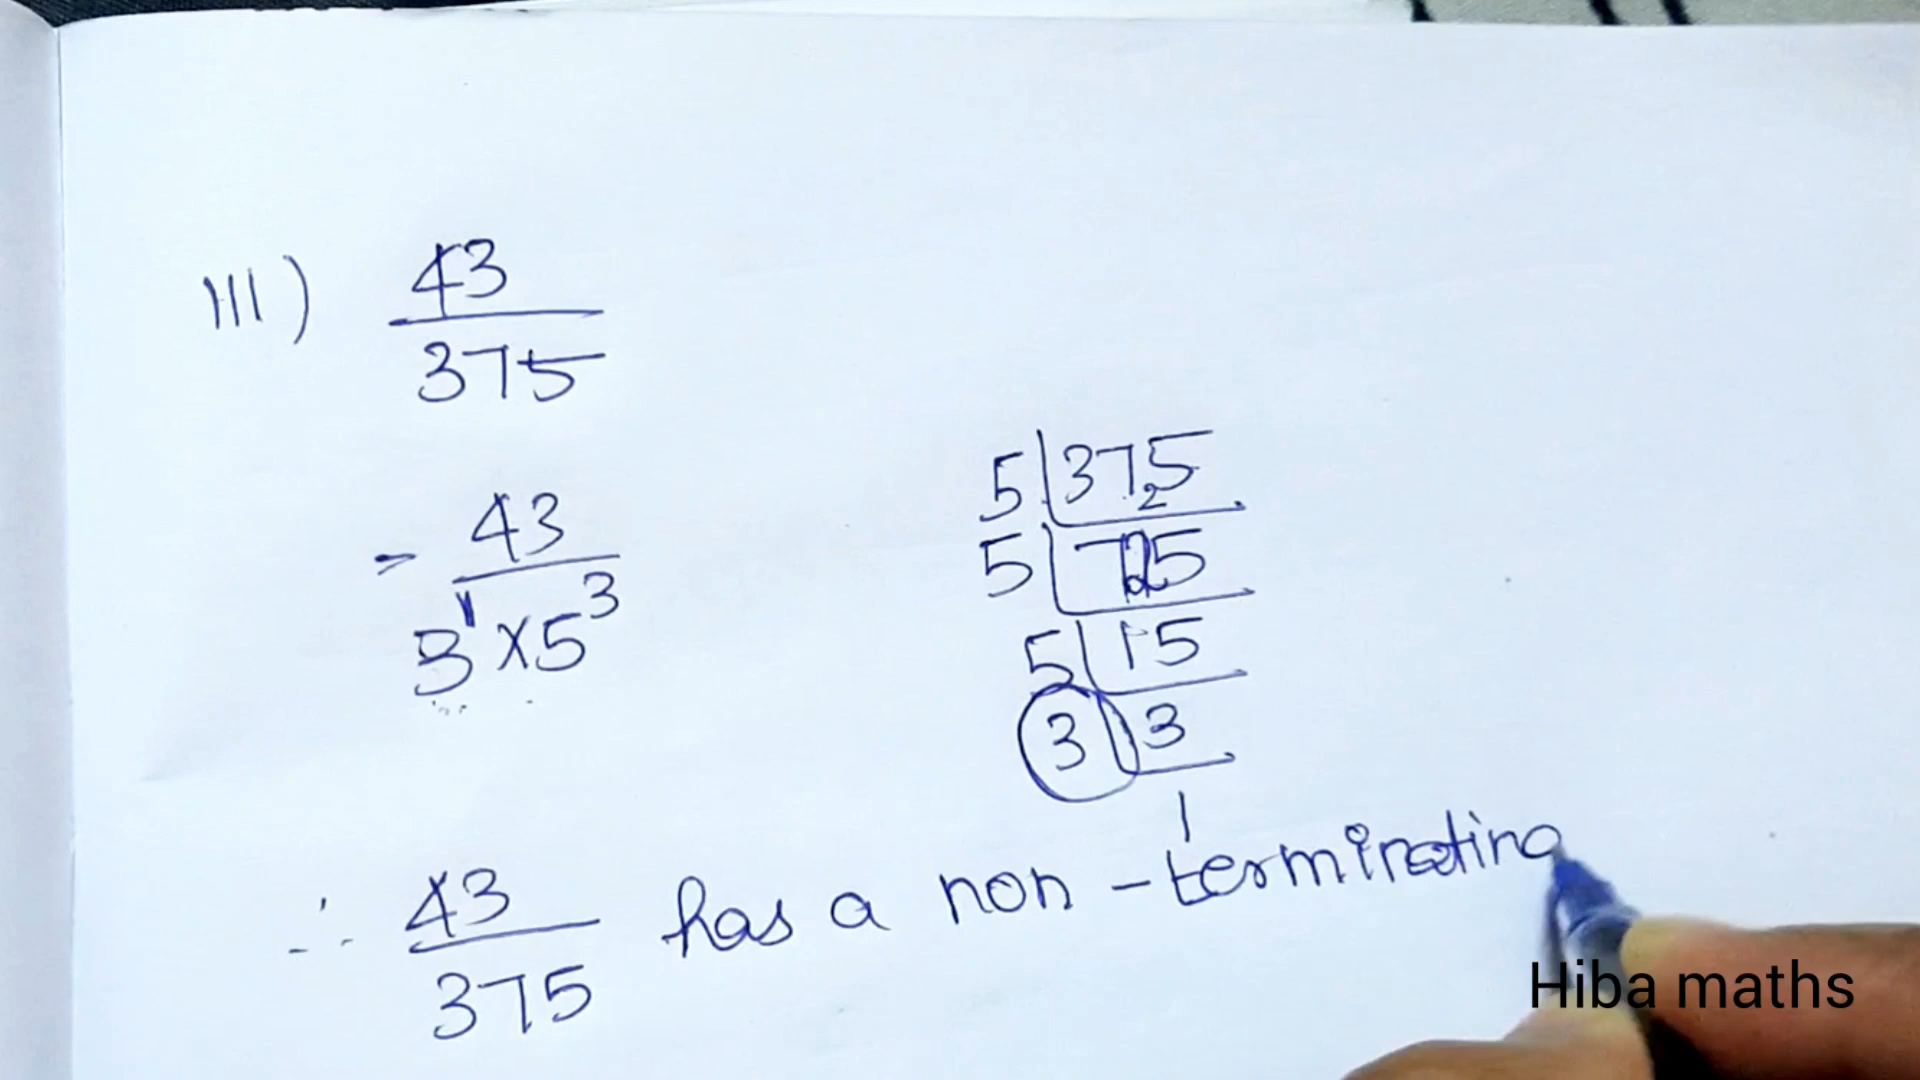 III) 43
375
= 43
3¹ × 5³
5 | 375
5 | 75
5 | 15
3 | 3
1
∴ 43
375 has a non - terminating
Hiba maths